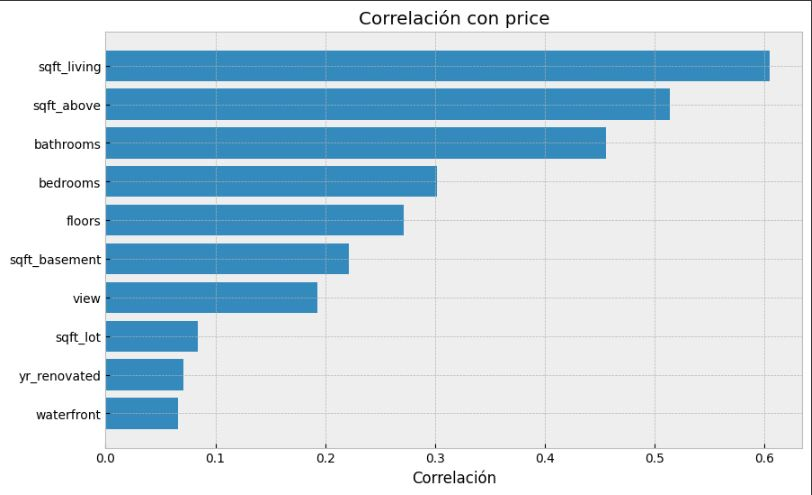 Correlación con price
sqft_living
sqft_above
bathrooms
bedrooms
floors
sqft_basement
view
sqft_lot
yr_renovated
waterfront
0.0 0.1 0.2 0.3 0.4 0.5 0.6
Correlación